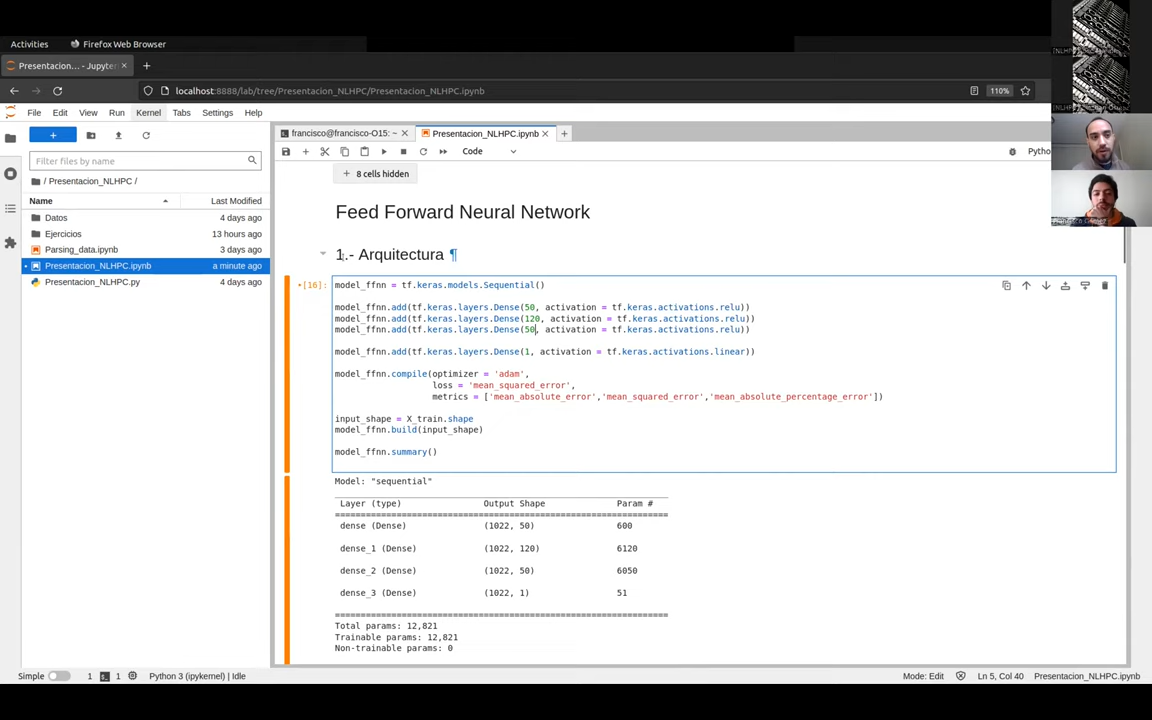 Activities Firefox Web Browser
Presentacion_... - Jupyter
localhost:8888/lab/tree/Presentacion_NLHPC/Presentacion_NLHPC.ipynb 110%
File Edit View Run Kernel Tabs Settings Help
francisco@francisco-O15: ~ Presentacion_NLHPC.ipynb
Code Pytho
Filter files by name
/ Presentacion_NLHPC /
Name Last Modified
Datos 4 days ago
Ejercicios 13 hours ago
Parsing_data.ipynb 3 days ago
Presentacion_NLHPC.ipynb a minute ago
Presentacion_NLHPC.py 4 days ago
8 cells hidden
Feed Forward Neural Network
1.- Arquitectura ¶
[16]:
model_ffnn = tf.keras.models.Sequential()
model_ffnn.add(tf.keras.layers.Dense(50, activation = tf.keras.activations.relu))
model_ffnn.add(tf.keras.layers.Dense(120, activation = tf.keras.activations.relu))
model_ffnn.add(tf.keras.layers.Dense(50, activation = tf.keras.activations.relu))
model_ffnn.add(tf.keras.layers.Dense(1, activation = tf.keras.activations.linear))
model_ffnn.compile(optimizer = 'adam',
loss = 'mean_squared_error',
metrics = ['mean_absolute_error','mean_squared_error','mean_absolute_percentage_error'])
input_shape = X_train.shape
model_ffnn.build(input_shape)
model_ffnn.summary()
Model: "sequential"
Layer (type) Output Shape Param #
dense (Dense) (1022, 50) 600
dense_1 (Dense) (1022, 120) 6120
dense_2 (Dense) (1022, 50) 6050
dense_3 (Dense) (1022, 1) 51
Total params: 12,821
Trainable params: 12,821
Non-trainable params: 0
Simple 1 1 Python 3 (ipykernel) | Idle Mode: Edit Ln 5, Col 40 Presentacion_NLHPC.ipynb